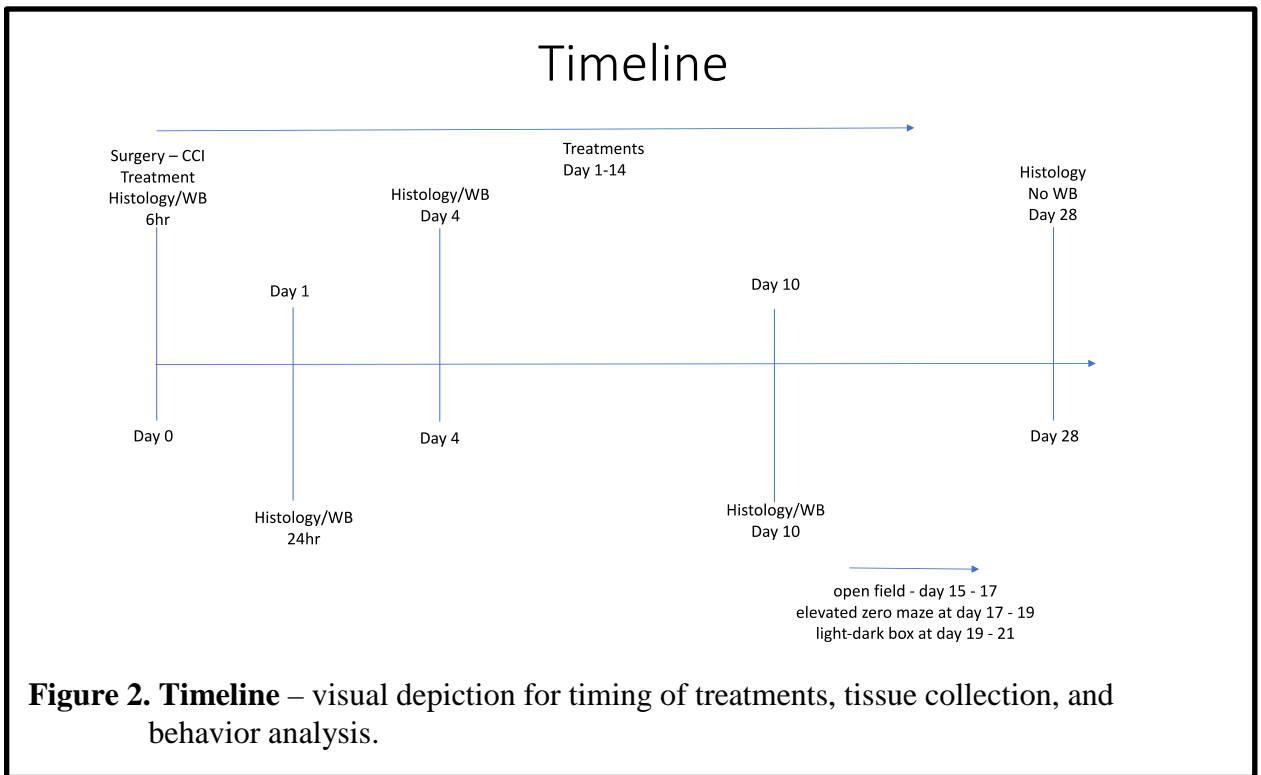 Timeline
Treatments
Day 1-14
Surgery – CCI
Treatment
Histology/WB
6hr
Histology/WB
Day 4
Histology
No WB
Day 28
Day 1
Day 10
Day 0
Day 4
Day 28
Histology/WB
24hr
Histology/WB
Day 10
open field - day 15 - 17
elevated zero maze at day 17 - 19
light-dark box at day 19 - 21
Figure 2. Timeline – visual depiction for timing of treatments, tissue collection, and
behavior analysis.